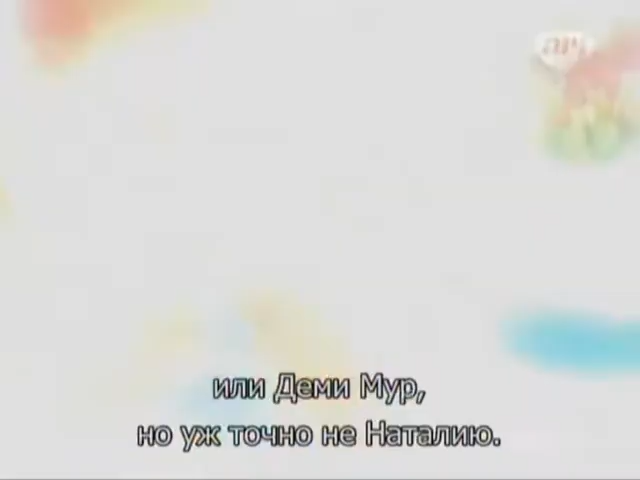 или Деми Мур,
но уж точно не Наталию.